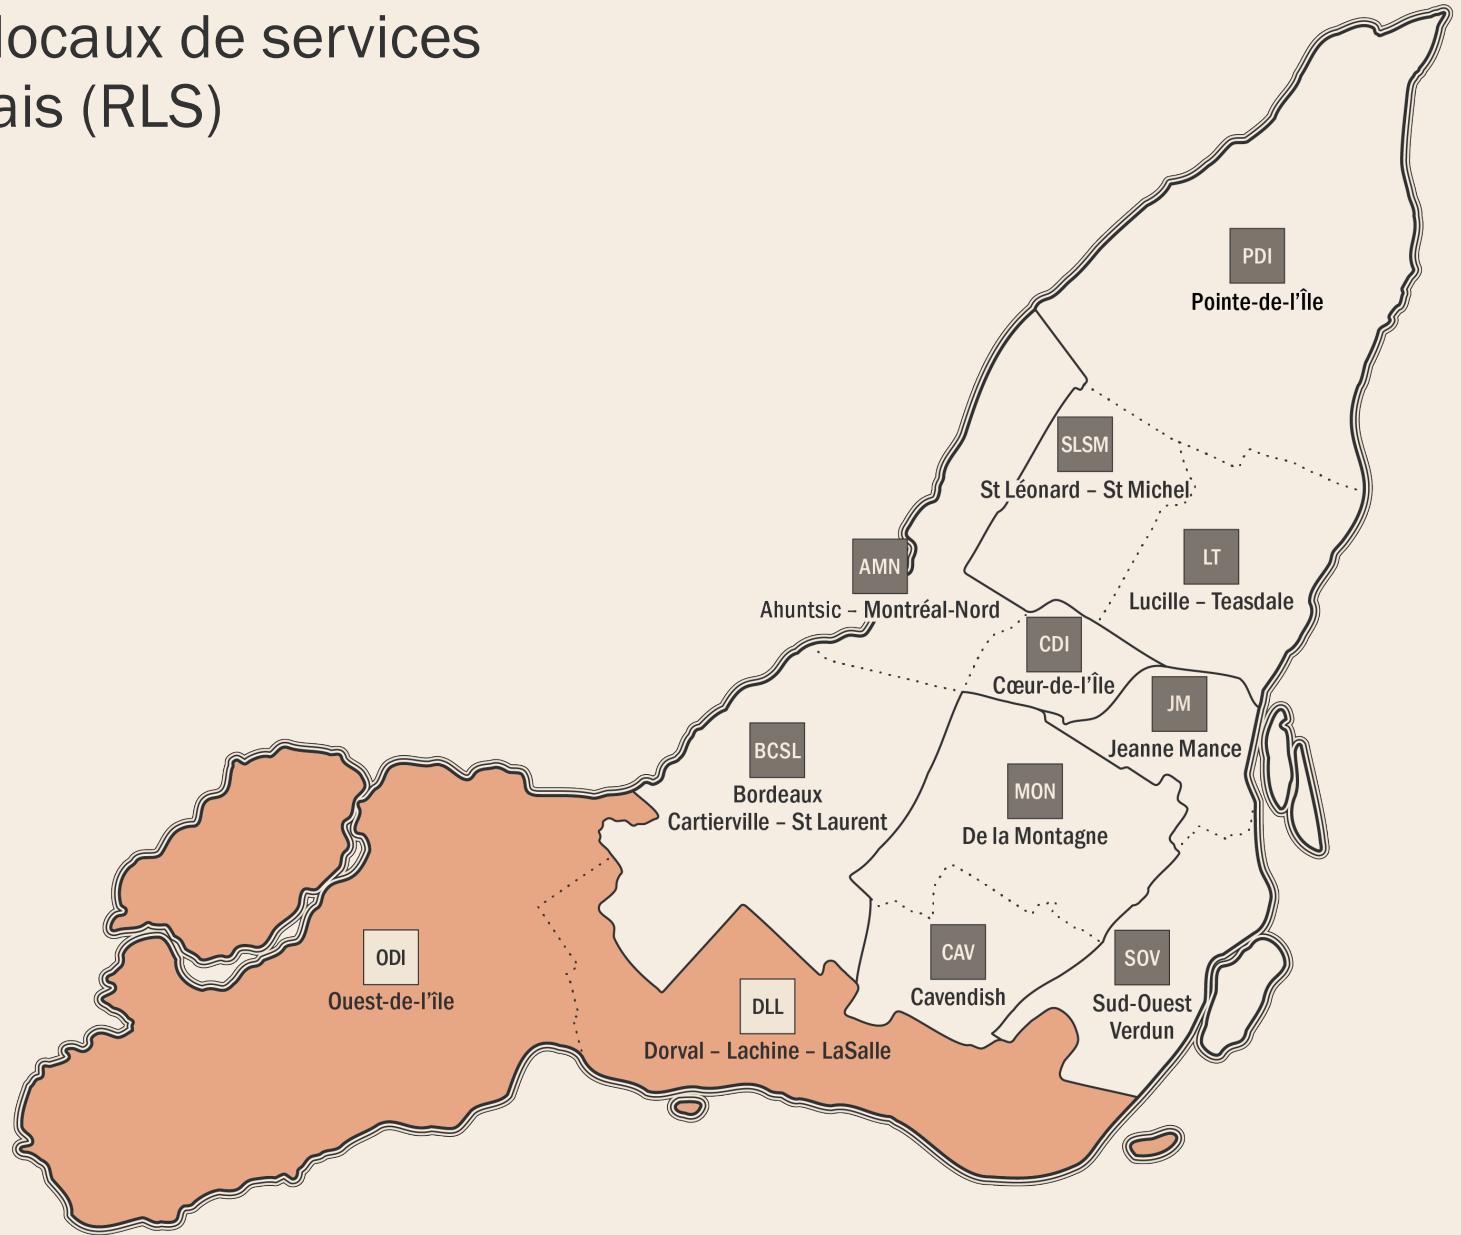 locaux de services
ais (RLS)
PDI
Pointe-de-l'Île
SLSM
St Léonard – St Michel
LT
Lucille – Teasdale
AMN
Ahuntsic – Montréal-Nord
CDI
Cœur-de-l'Île
JM
Jeanne Mance
BCSL
Bordeaux
Cartierville – St Laurent
MON
De la Montagne
CAV
Cavendish
SOV
Sud-Ouest
Verdun
ODI
Ouest-de-l'île
DLL
Dorval – Lachine – LaSalle